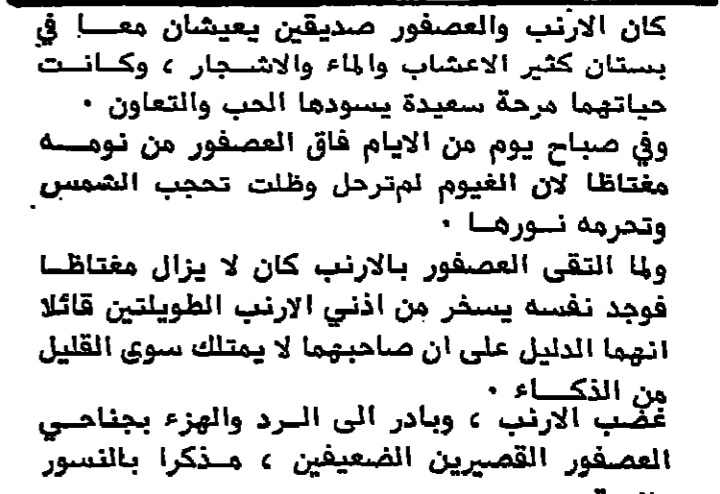 كان الارنب والعصفور صديقين يعيشان معا في
بستان كثير الاعشاب والماء والاشجار ، وكانت
حياتهما مرحة سعيدة يسودها الحب والتعاون ٠
وفي صباح يوم من الايام فاق العصفور من نومه
مغتاظا لان الغيوم لم ترحل وظلت تحجب الشمس
وتحرمه نورها ٠
ولما التقى العصفور بالارنب كان لا يزال مغتاظا
فوجد نفسه يسخر من اذني الارنب الطويلتين قائلا
انهما الدليل على ان صاحبهما لا يمتلك سوى القليل
من الذكاء ٠
غضب الارنب ، وبادر الى الرد والهزء بجناحي
العصفور القصيرين الضعيفين ، مذكرا بالنسور